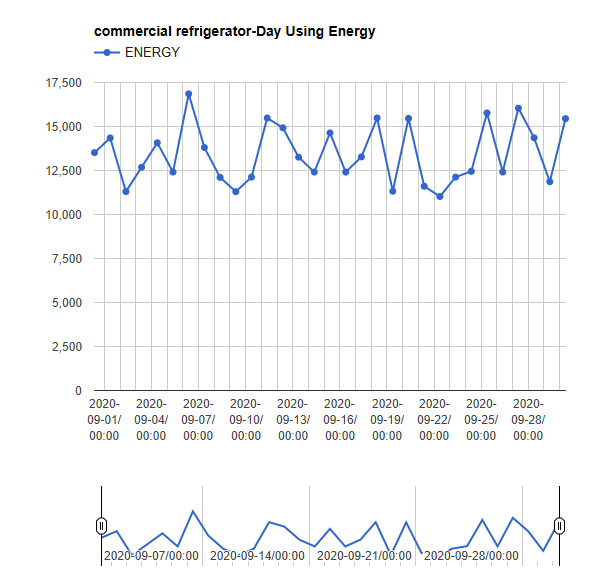 commercial refrigerator-Day Using Energy
ENERGY
17,500
15,000
12,500
10,000
7,500
5,000
2,500
0
2020- 2020- 2020- 2020- 2020- 2020- 2020- 2020- 2020- 2020-
09-01/ 09-04/ 09-07/ 09-10/ 09-13/ 09-16/ 09-19/ 09-22/ 09-25/ 09-28/
00:00 00:00 00:00 00:00 00:00 00:00 00:00 00:00 00:00 00:00
2020-09-07/00:00 2020-09-14/00:00 2020-09-21/00:00 2020-09-28/00:00